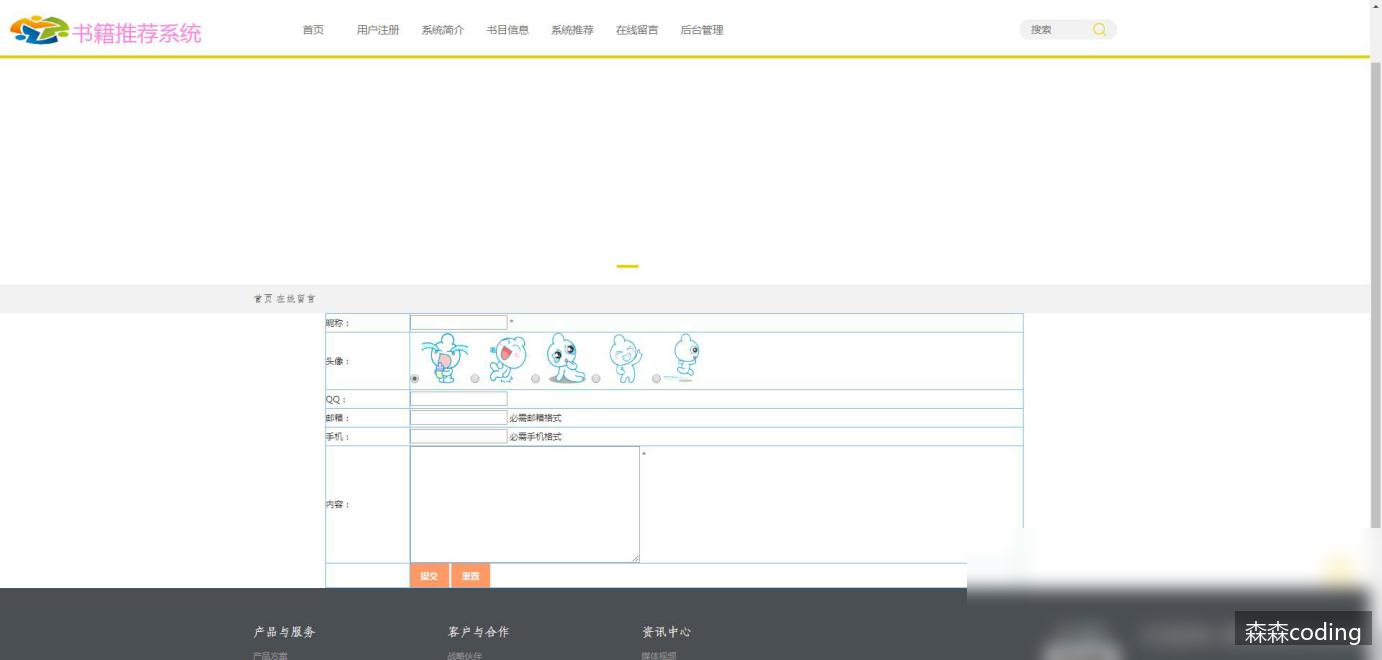 书籍推荐系统
首页 用户注册 系统简介 书目信息 系统推荐 在线留言 后台管理 搜索
首页 在线留言
昵称： *
头像：
QQ：
邮箱： 必需邮箱格式
手机： 必需手机格式
内容： *
提交 重置
产品与服务 客户与合作 资讯中心
产品方案 战略伙伴 媒体视频
森森coding